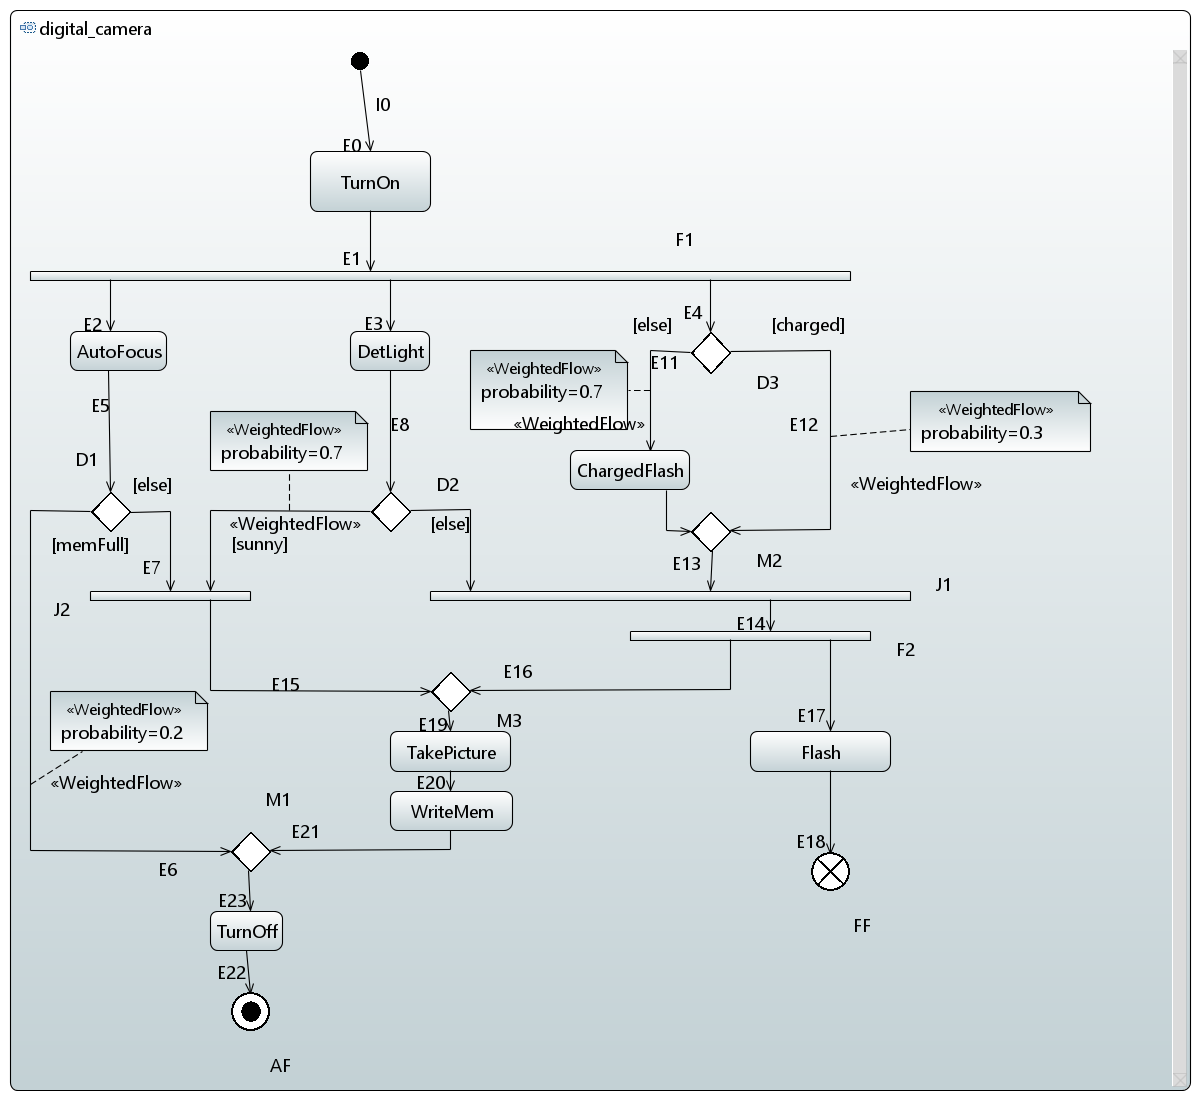 digital_camera
I0
E0
TurnOn
F1
E1
E4
E2
E3
[else]
[charged]
AutoFocus
DetLight
«WeightedFlow»
probability=0.7
E11
D3
E5
E8
«WeightedFlow»
E12
«WeightedFlow»
probability=0.3
«WeightedFlow»
probability=0.7
D1
ChargedFlash
[else]
D2
«WeightedFlow»
«WeightedFlow»
[sunny]
[else]
[memFull]
E7
E13
M2
J2
J1
E14
F2
E15
E16
«WeightedFlow»
probability=0.2
E19
M3
E17
TakePicture
Flash
«WeightedFlow»
E20
M1
WriteMem
E21
E18
E6
E23
TurnOff
FF
E22
AF